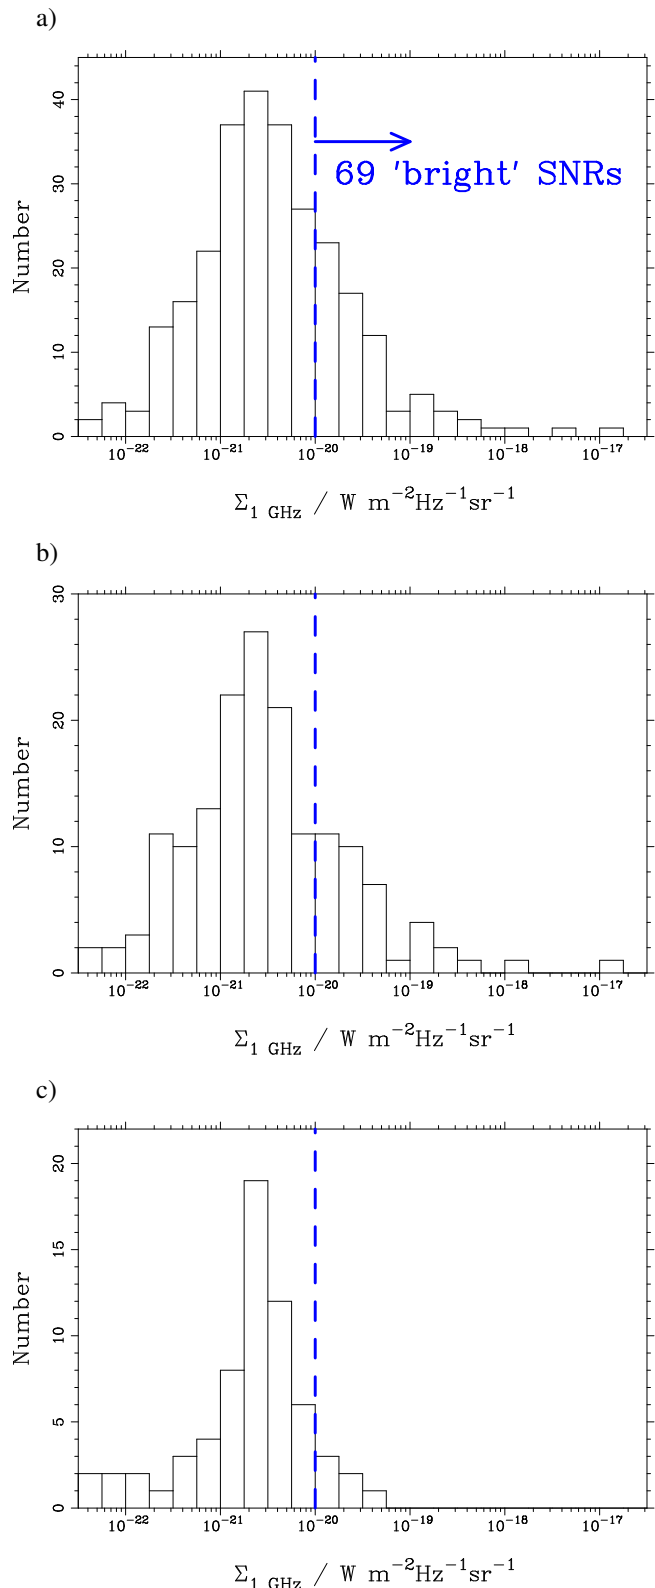 a)
40
30
20
10
0
Number
69 'bright' SNRs
10⁻²² 10⁻²¹ 10⁻²⁰ 10⁻¹⁹ 10⁻¹⁸ 10⁻¹⁷
Σ₁ GHz / W m⁻²Hz⁻¹sr⁻¹
b)
30
20
10
0
Number
10⁻²² 10⁻²¹ 10⁻²⁰ 10⁻¹⁹ 10⁻¹⁸ 10⁻¹⁷
Σ₁ GHz / W m⁻²Hz⁻¹sr⁻¹
c)
20
15
10
5
0
Number
10⁻²² 10⁻²¹ 10⁻²⁰ 10⁻¹⁹ 10⁻¹⁸ 10⁻¹⁷
Σ₁ GHz / W m⁻²Hz⁻¹sr⁻¹